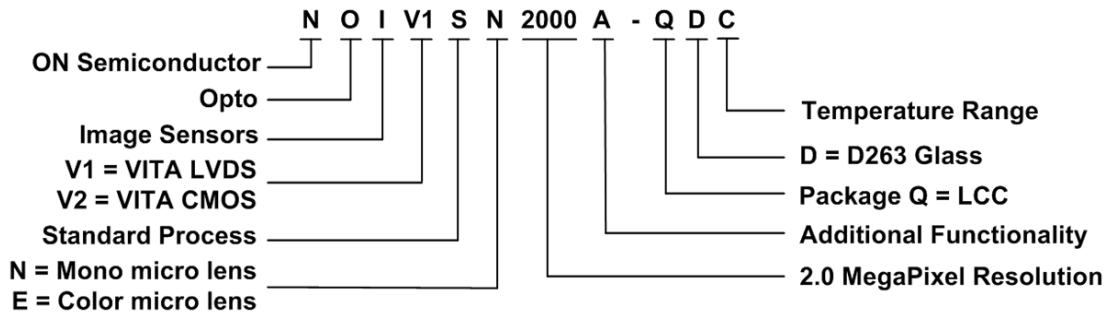 N O I V1 S N 2000 A - Q D C
ON Semiconductor
Opto
Image Sensors
V1 = VITA LVDS
V2 = VITA CMOS
Standard Process
N = Mono micro lens
E = Color micro lens
Temperature Range
D = D263 Glass
Package Q = LCC
Additional Functionality
2.0 MegaPixel Resolution